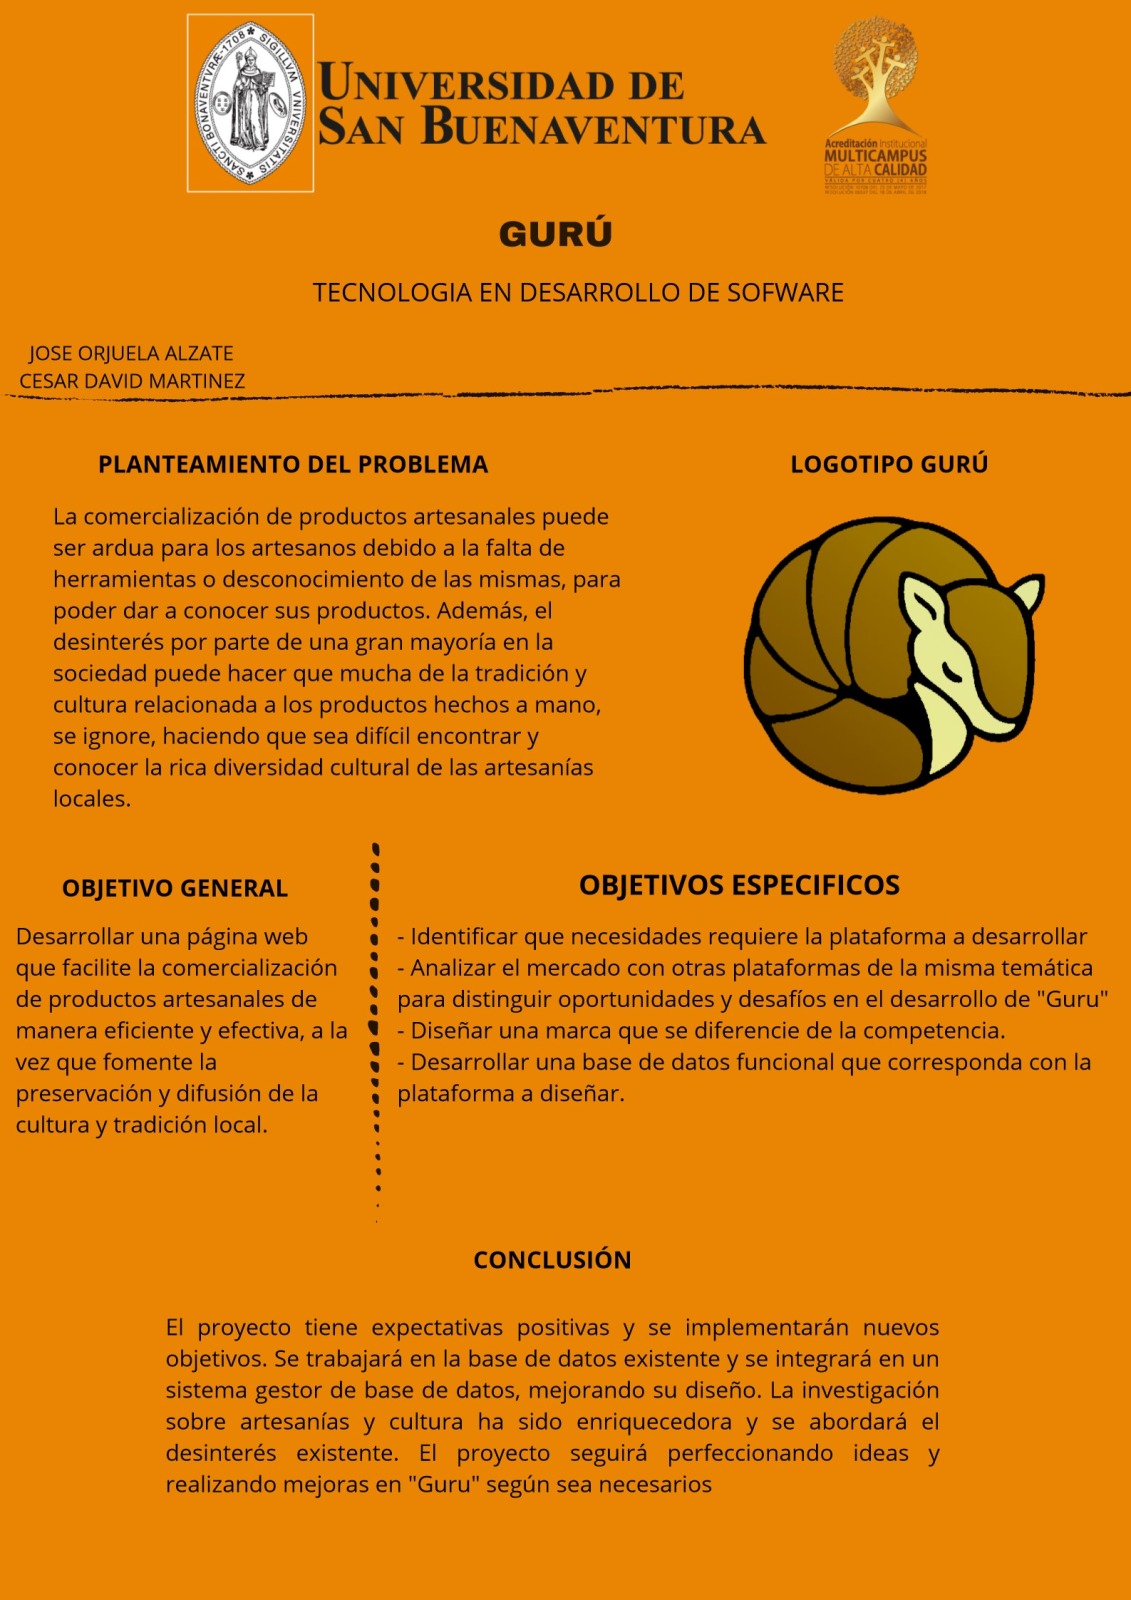 SIGILLVM VNIVERSITATIS
SANCTI BONAVENTVRÆ-1708
UNIVERSIDAD DE
SAN BUENAVENTURA
Acreditación Institucional
MULTICAMPUS
DE ALTA CALIDAD
GURÚ
TECNOLOGIA EN DESARROLLO DE SOFWARE
JOSE ORJUELA ALZATE
CESAR DAVID MARTINEZ
PLANTEAMIENTO DEL PROBLEMA
La comercialización de productos artesanales puede
ser ardua para los artesanos debido a la falta de
herramientas o desconocimiento de las mismas, para
poder dar a conocer sus productos. Además, el
desinterés por parte de una gran mayoría en la
sociedad puede hacer que mucha de la tradición y
cultura relacionada a los productos hechos a mano,
se ignore, haciendo que sea difícil encontrar y
conocer la rica diversidad cultural de las artesanías
locales.
LOGOTIPO GURÚ
OBJETIVO GENERAL
Desarrollar una página web
que facilite la comercialización
de productos artesanales de
manera eficiente y efectiva, a la
vez que fomente la
preservación y difusión de la
cultura y tradición local.
OBJETIVOS ESPECIFICOS
- Identificar que necesidades requiere la plataforma a desarrollar
- Analizar el mercado con otras plataformas de la misma temática
para distinguir oportunidades y desafíos en el desarrollo de "Guru"
- Diseñar una marca que se diferencie de la competencia.
- Desarrollar una base de datos funcional que corresponda con la
plataforma a diseñar.
CONCLUSIÓN
El proyecto tiene expectativas positivas y se implementarán nuevos
objetivos. Se trabajará en la base de datos existente y se integrará en un
sistema gestor de base de datos, mejorando su diseño. La investigación
sobre artesanías y cultura ha sido enriquecedora y se abordará el
desinterés existente. El proyecto seguirá perfeccionando ideas y
realizando mejoras en "Guru" según sea necesarios